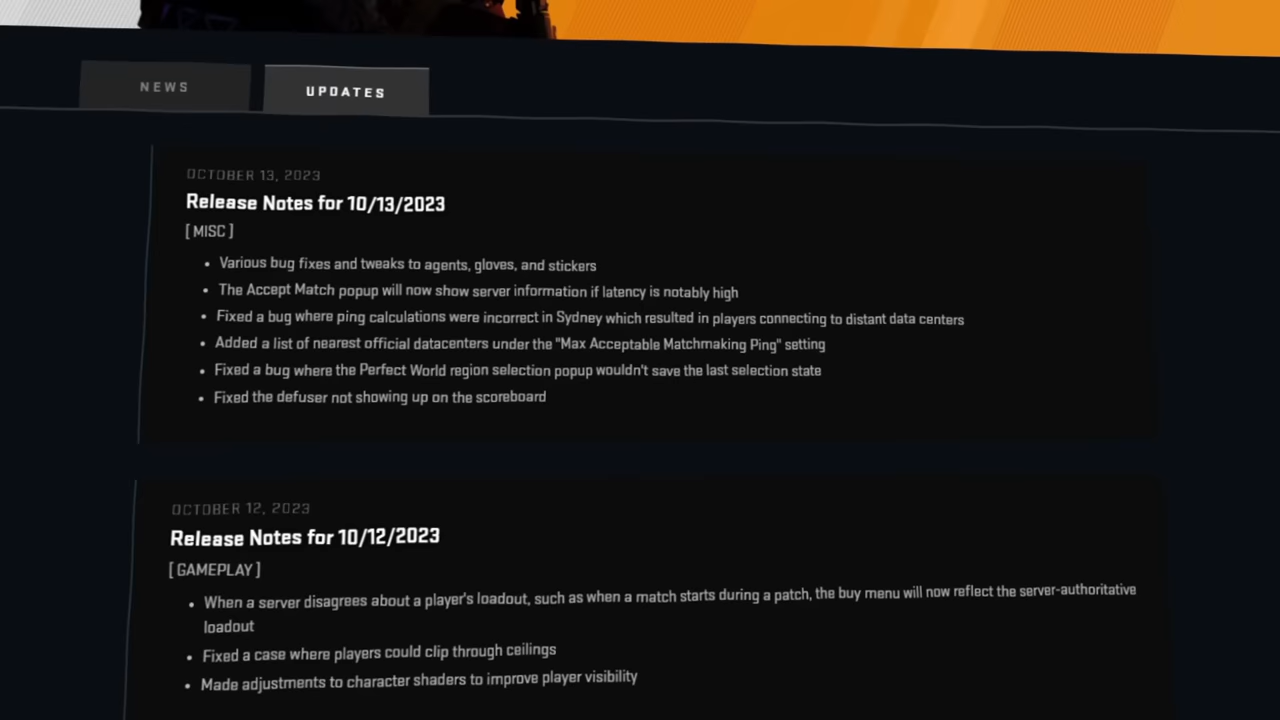 NEWS
UPDATES
OCTOBER 13, 2023
Release Notes for 10/13/2023
[ MISC ]
• Various bug fixes and tweaks to agents, gloves, and stickers
• The Accept Match popup will now show server information if latency is notably high
• Fixed a bug where ping calculations were incorrect in Sydney which resulted in players connecting to distant data centers
• Added a list of nearest official datacenters under the "Max Acceptable Matchmaking Ping" setting
• Fixed a bug where the Perfect World region selection popup wouldn't save the last selection state
• Fixed the defuser not showing up on the scoreboard
OCTOBER 12, 2023
Release Notes for 10/12/2023
[ GAMEPLAY ]
• When a server disagrees about a player's loadout, such as when a match starts during a patch, the buy menu will now reflect the server-authoritative
loadout
• Fixed a case where players could clip through ceilings
• Made adjustments to character shaders to improve player visibility